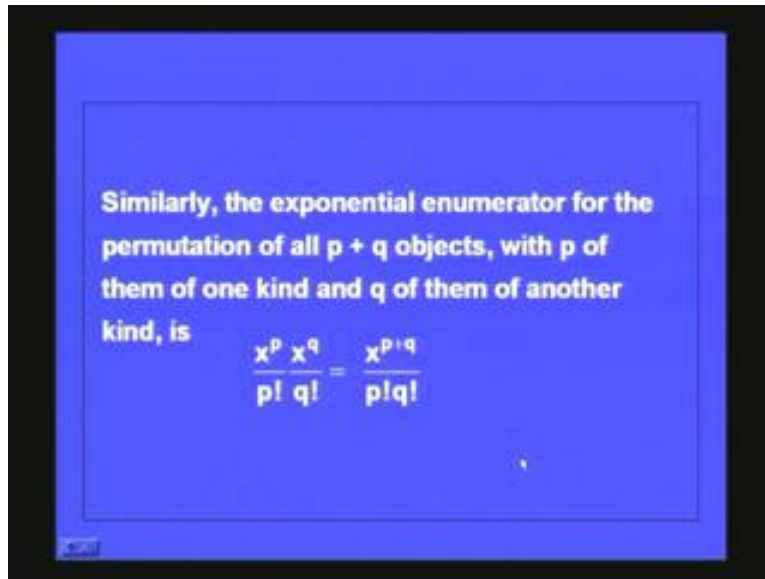 Similarly, the exponential enumerator for the
permutation of all p + q objects, with p of
them of one kind and q of them of another
kind, is
x^p/p! x^q/q! = x^(p+q)/p!q!